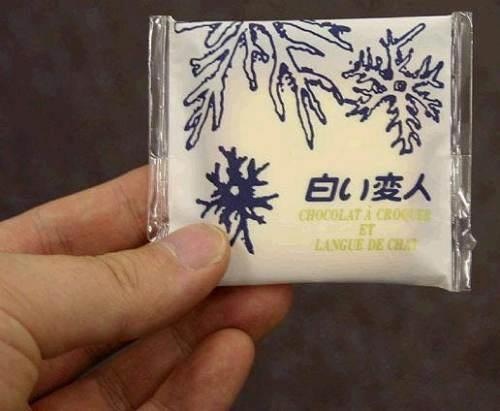 白い変人
CHOCOLAT À CROQUER
ET
LANGUE DE CHAT